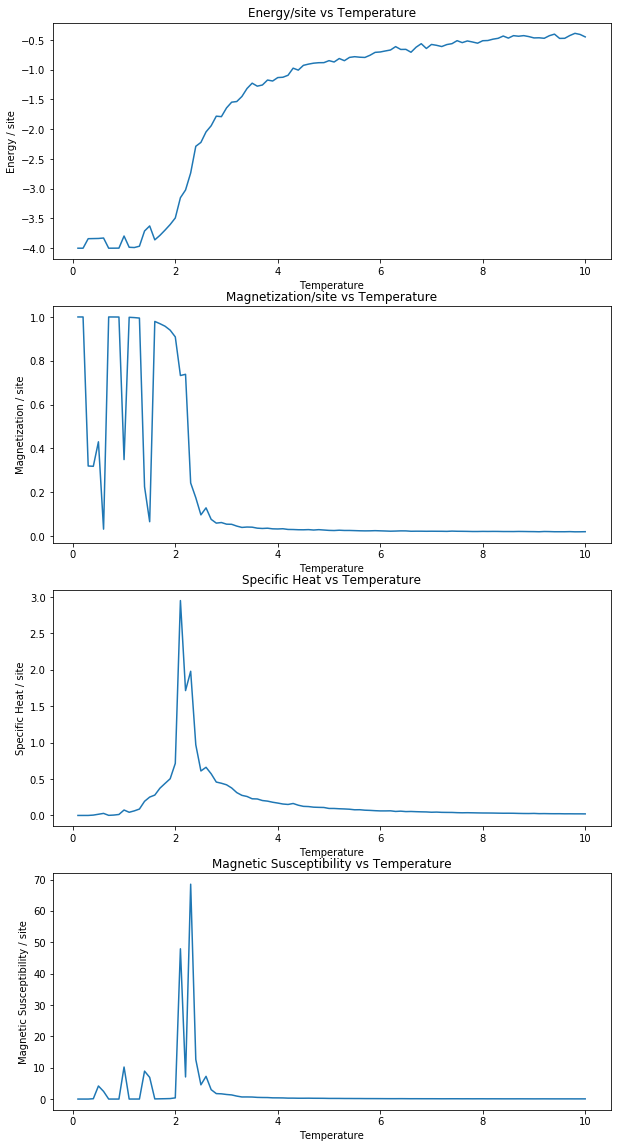 Energy/site vs Temperature
Energy / site
−0.5
−1.0
−1.5
−2.0
−2.5
−3.0
−3.5
−4.0
0 2 4 6 8 10
Temperature
Magnetization/site vs Temperature
Magnetization / site
1.0
0.8
0.6
0.4
0.2
0.0
0 2 4 6 8 10
Temperature
Specific Heat vs Temperature
Specific Heat / site
3.0
2.5
2.0
1.5
1.0
0.5
0.0
0 2 4 6 8 10
Temperature
Magnetic Susceptibility vs Temperature
Magnetic Susceptibility / site
70
60
50
40
30
20
10
0
0 2 4 6 8 10
Temperature